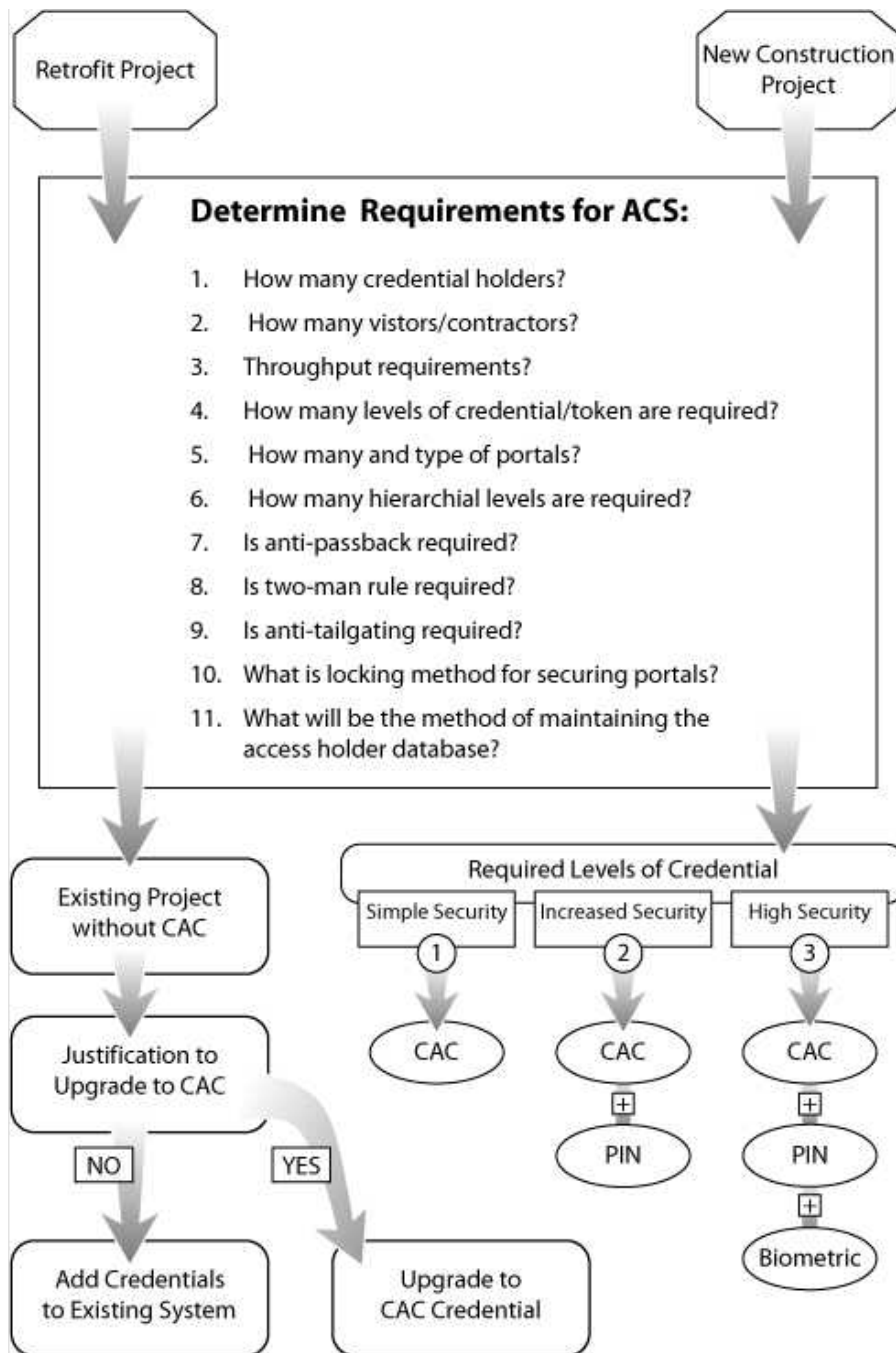 Retrofit Project
New Construction
Project
Determine Requirements for ACS:
1. How many credential holders?
2. How many vistors/contractors?
3. Throughput requirements?
4. How many levels of credential/token are required?
5. How many and type of portals?
6. How many hierarchial levels are required?
7. Is anti-passback required?
8. Is two-man rule required?
9. Is anti-tailgating required?
10. What is locking method for securing portals?
11. What will be the method of maintaining the
access holder database?
Existing Project
without CAC
Justification to
Upgrade to CAC
NO
YES
Add Credentials
to Existing System
Upgrade to
CAC Credential
Required Levels of Credential
Simple Security
1
CAC
Increased Security
2
CAC
+
PIN
High Security
3
CAC
+
PIN
+
Biometric